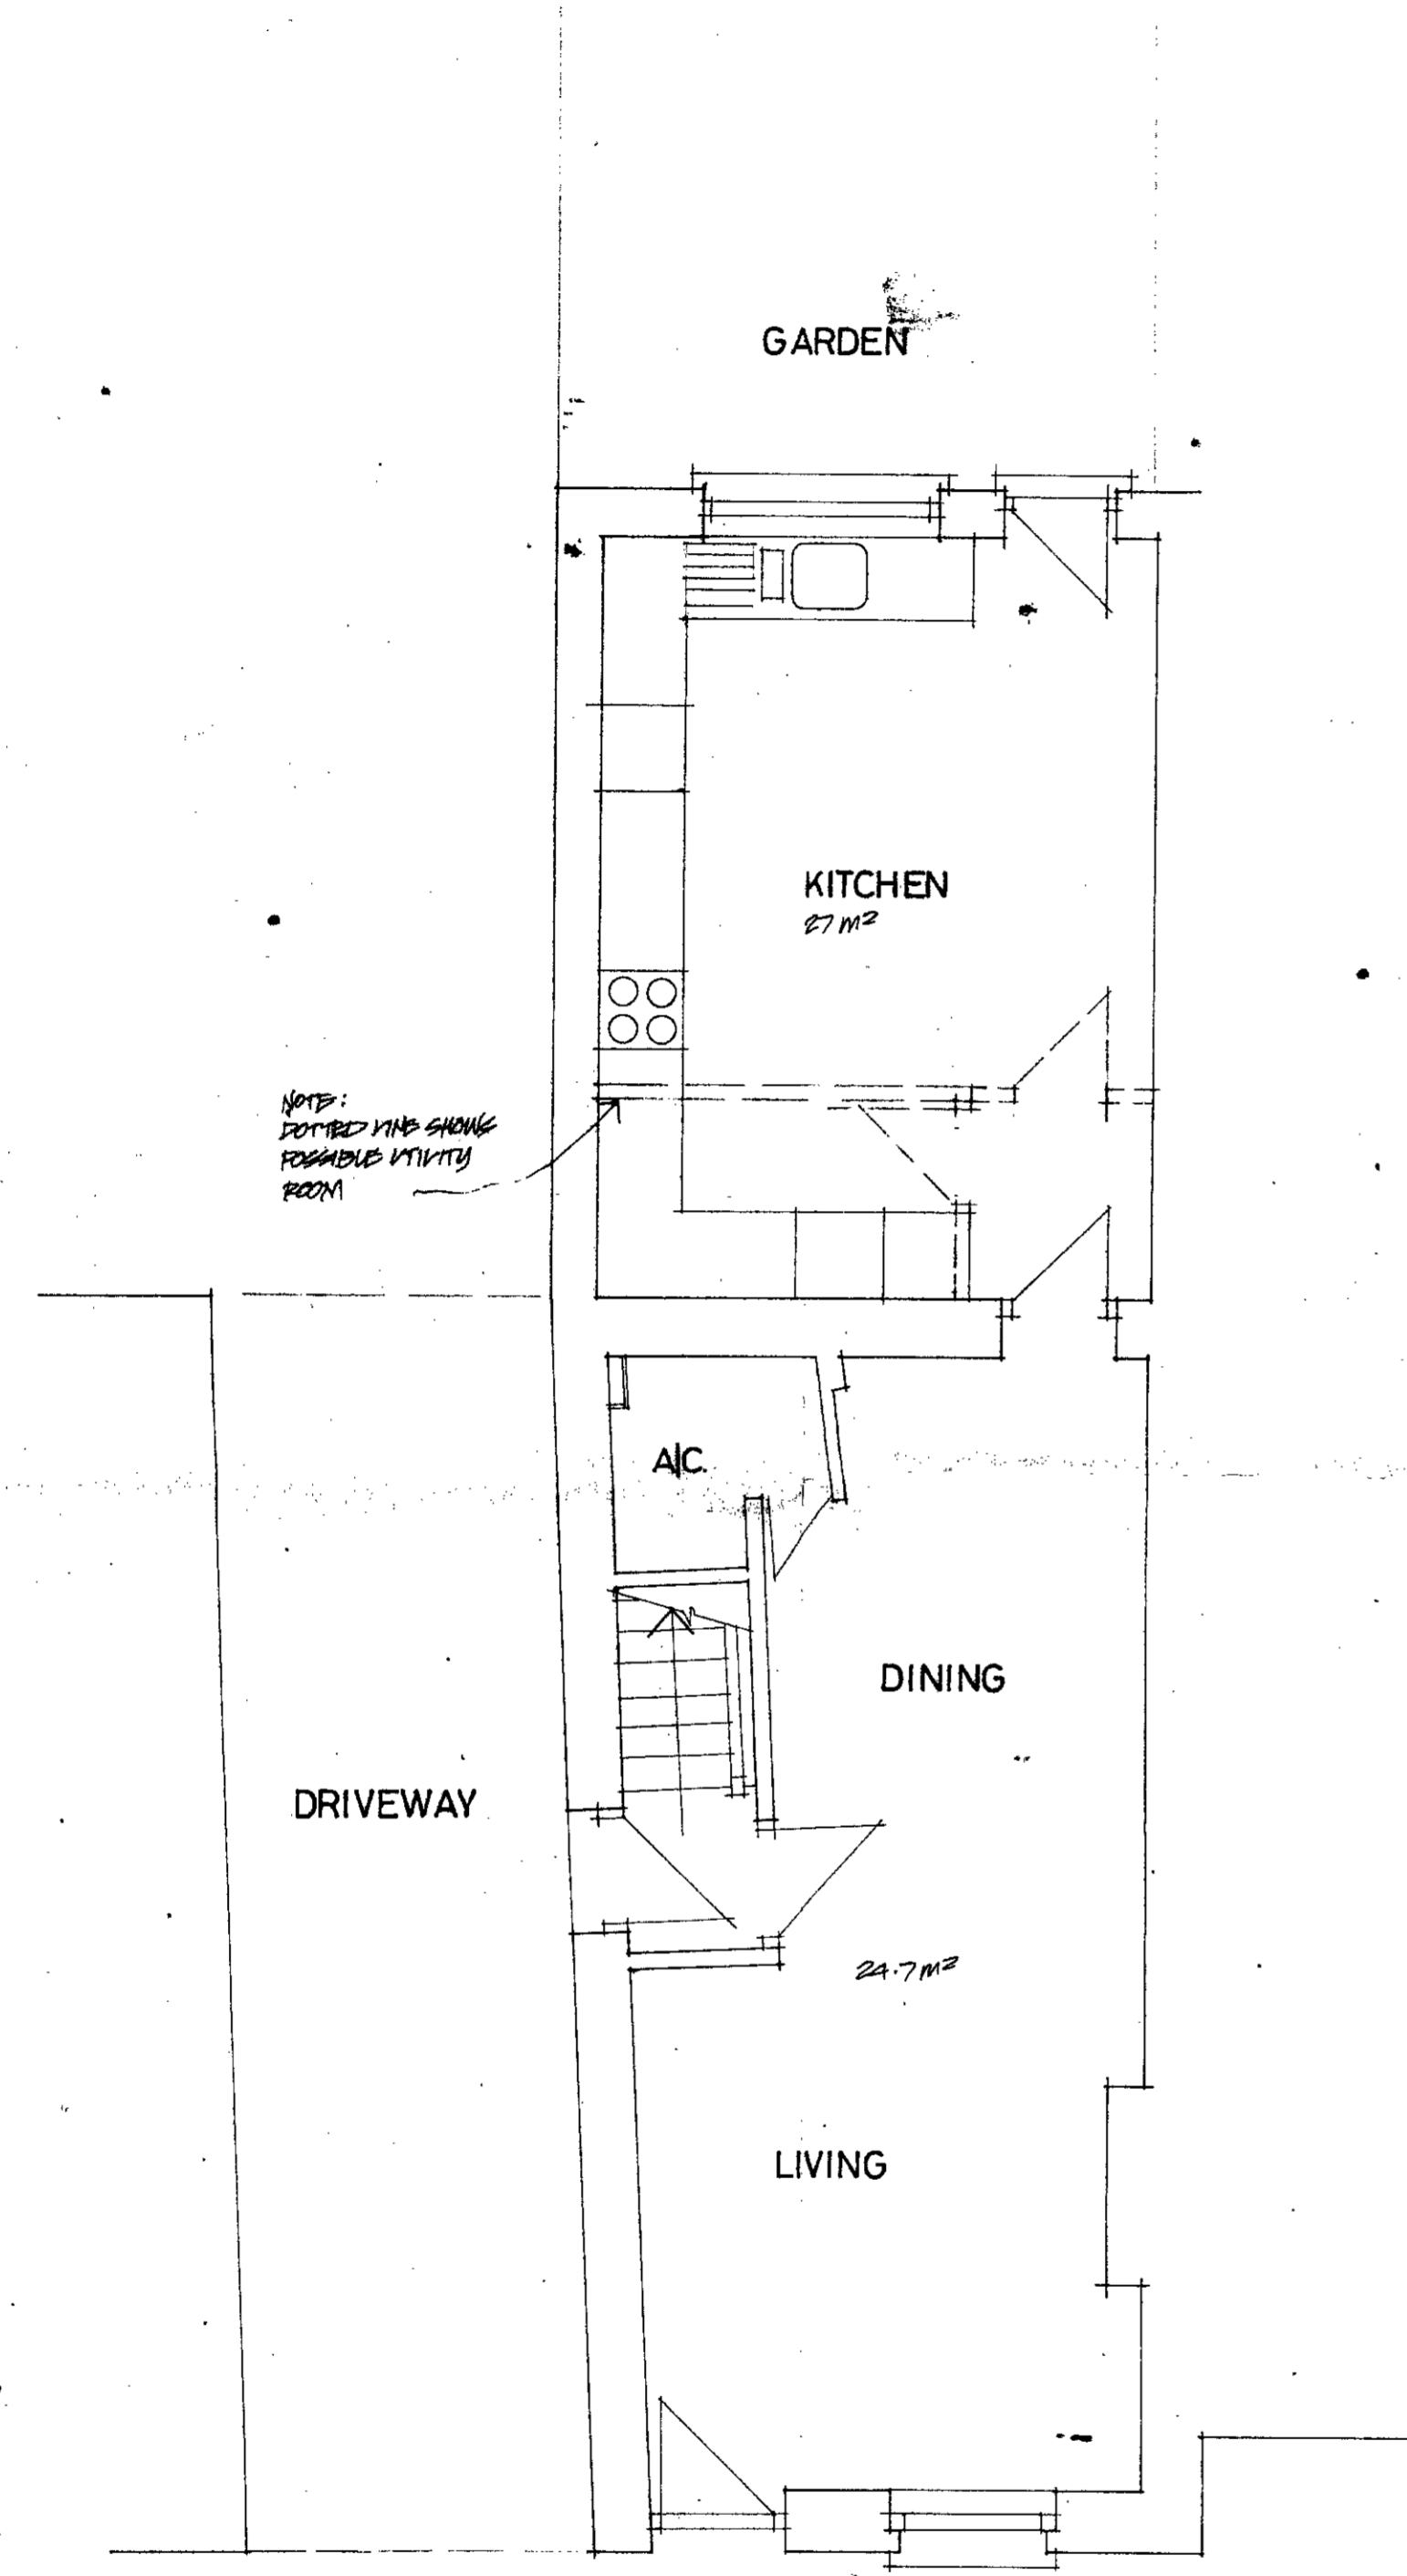 GARDEN
KITCHEN
27 m²
NOTE:
DOTTED LINE SHOWS
POSSIBLE UTILITY
ROOM
A/C.
DINING
DRIVEWAY
24.7 m²
LIVING